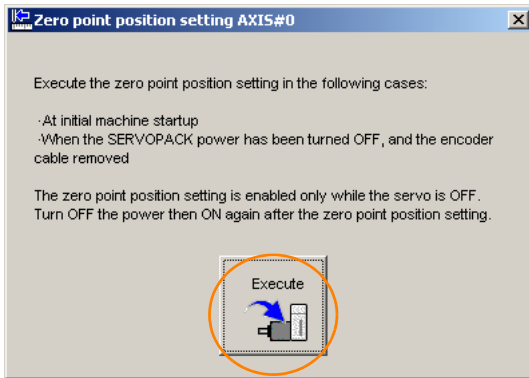 Zero point position setting AXIS#0
Execute the zero point position setting in the following cases:
·At initial machine startup
·When the SERVOPACK power has been turned OFF, and the encoder
cable removed
The zero point position setting is enabled only while the servo is OFF.
Turn OFF the power then ON again after the zero point position setting.
Execute